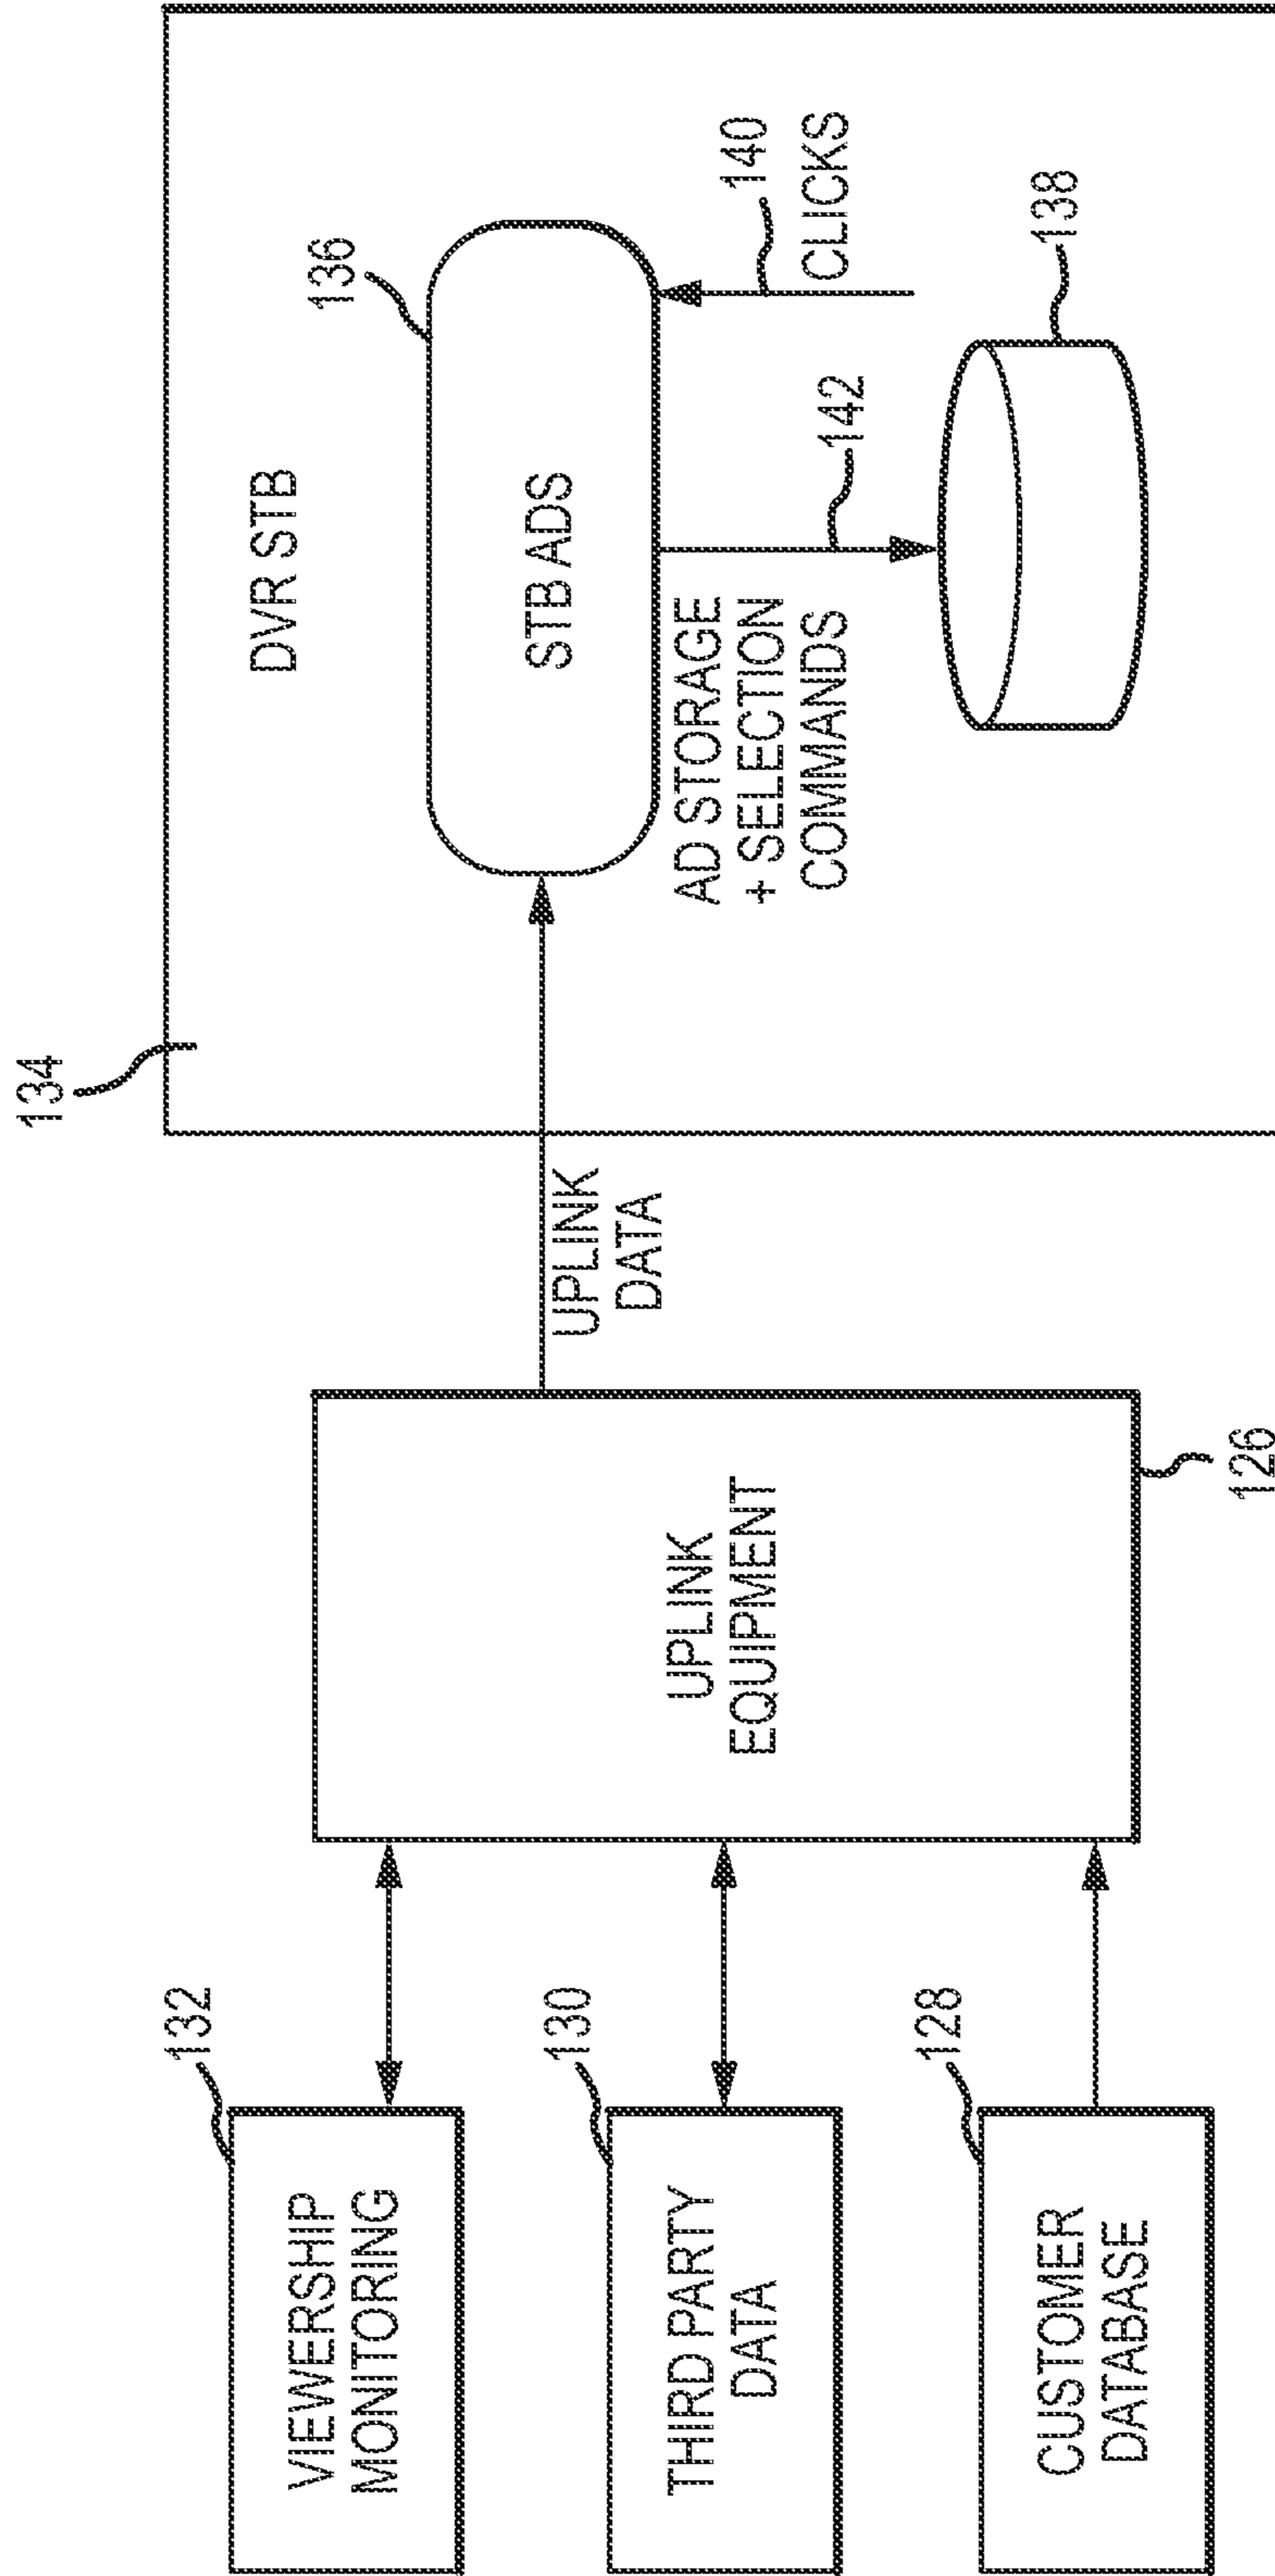 132
VIEWERSHIP
MONITORING
130
THIRD PARTY
DATA
128
CUSTOMER
DATABASE
UPLINK
EQUIPMENT
126
UPLINK
DATA
134
DVR STB
136
STB ADS
AD STORAGE
+ SELECTION
COMMANDS
142
140
CLICKS
138